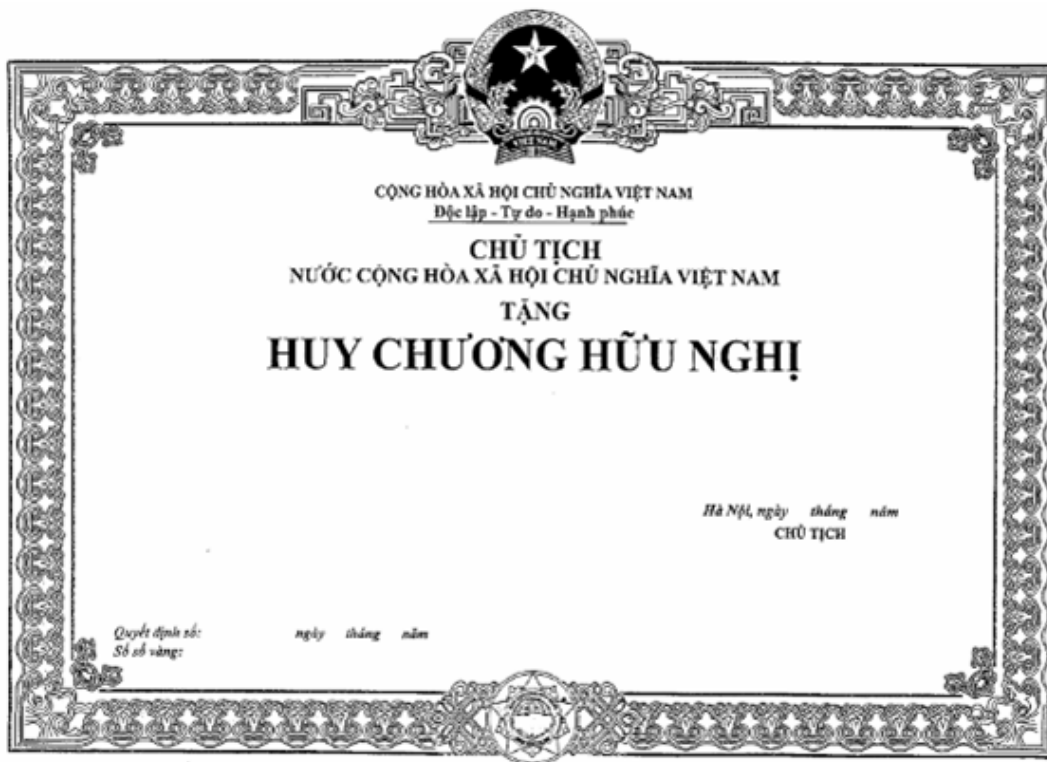 VIỆT NAM
CỘNG HÒA XÃ HỘI CHỦ NGHĨA VIỆT NAM
Độc lập - Tự do - Hạnh phúc
CHỦ TỊCH
NƯỚC CỘNG HÒA XÃ HỘI CHỦ NGHĨA VIỆT NAM
TẶNG
HUY CHƯƠNG HỮU NGHỊ
Hà Nội, ngày tháng năm
CHỦ TỊCH
Quyết định số: ngày tháng năm
Số sổ vàng: